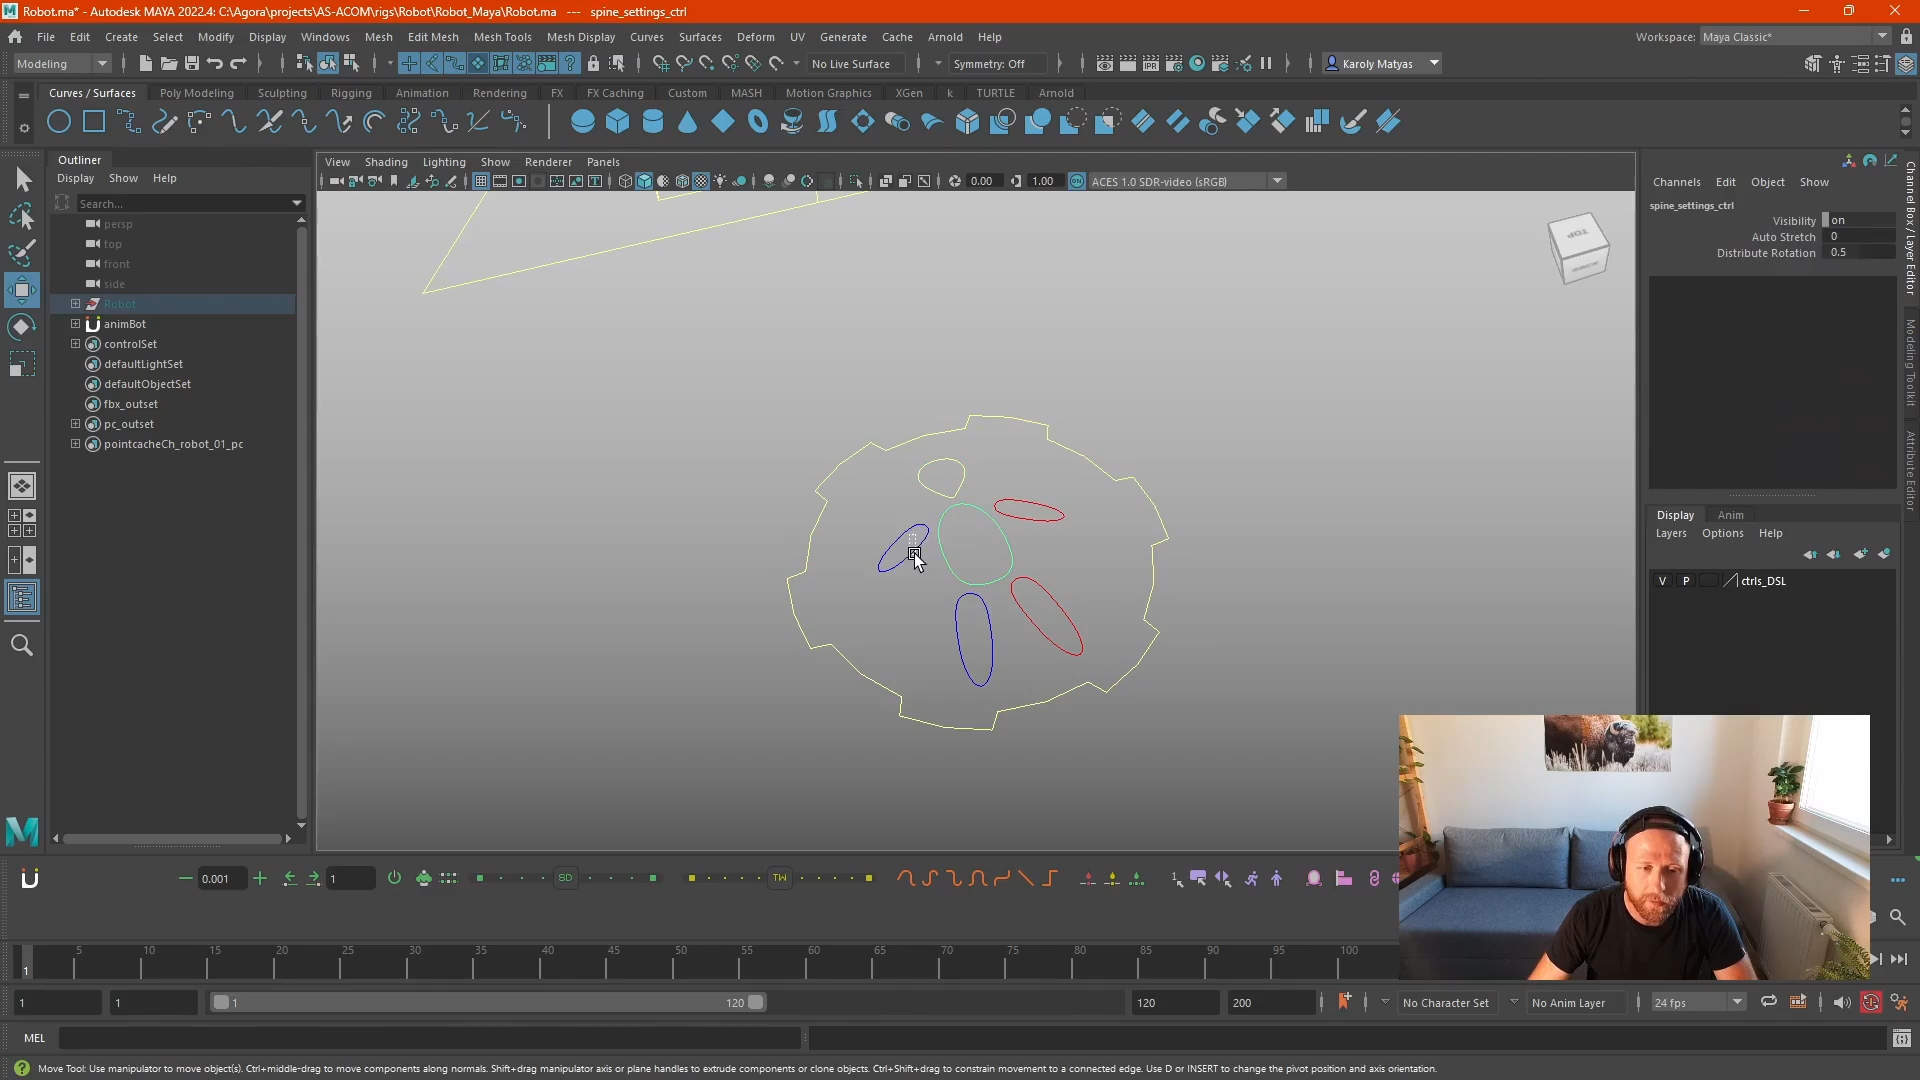 Robot.ma* - Autodesk MAYA 2022.4: C:\Agora\projects\AS-ACOM\rigs\Robot\Robot_Maya\Robot.ma --- spine_settings_ctrl
File Edit Create Select Modify Display Windows Mesh Edit Mesh Mesh Tools Mesh Display Curves Surfaces Deform UV Generate Cache Arnold Help
Workspace: Maya Classic*
Modeling
No Live Surface
Symmetry: Off
Karoly Matyas
Curves / Surfaces Poly Modeling Sculpting Rigging Animation Rendering FX FX Caching Custom MASH Motion Graphics XGen k TURTLE Arnold
Outliner
Display Show Help
Search...
persp
top
front
side
Robot
animBot
controlSet
defaultLightSet
defaultObjectSet
fbx_outset
pc_outset
pointcacheCh_robot_01_pc
View Shading Lighting Show Renderer Panels
0.00
1.00
ACES 1.0 SDR-video (sRGB)
TOP
BACK
Channels Edit Object Show
spine_settings_ctrl
Visibility on
Auto Stretch 0
Distribute Rotation 0.5
Channel Box / Layer Editor
Modeling Toolkit
Attribute Editor
Display Anim
Layers Options Help
V P ctrls_DSL
0.001
1
SD
TW
5 10 15 20 25 30 35 40 45 50 55 60 65 70 75 80 85 90 95 100
1
1
1
1
120
120
200
No Character Set
No Anim Layer
24 fps
MEL
Move Tool: Use manipulator to move object(s). Ctrl+middle-drag to move components along normals. Shift+drag manipulator axis or plane handles to extrude components or clone objects. Ctrl+Shift+drag to constrain movement to a connected edge. Use D or INSERT to change the pivot position and axis orientation.